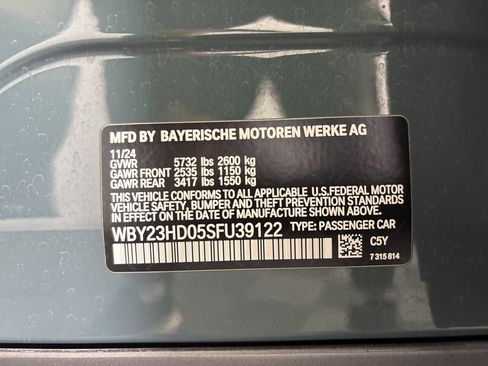 MFD BY BAYERISCHE MOTOREN WERKE AG
11/24
GVWR 5732 lbs 2600 kg
GAWR FRONT 2535 lbs 1150 kg
GAWR REAR 3417 lbs 1550 kg
THIS VEHICLE CONFORMS TO ALL APPLICABLE U.S.FEDERAL MOTOR
VEHICLE SAFETY, BUMPER, AND THEFT PREVENTION STANDARDS
IN EFFECT ON THE DATE OF MANUFACTURE SHOWN ABOVE.
WBY23HD05SFU39122 TYPE: PASSENGER CAR
C5Y
7 315 814